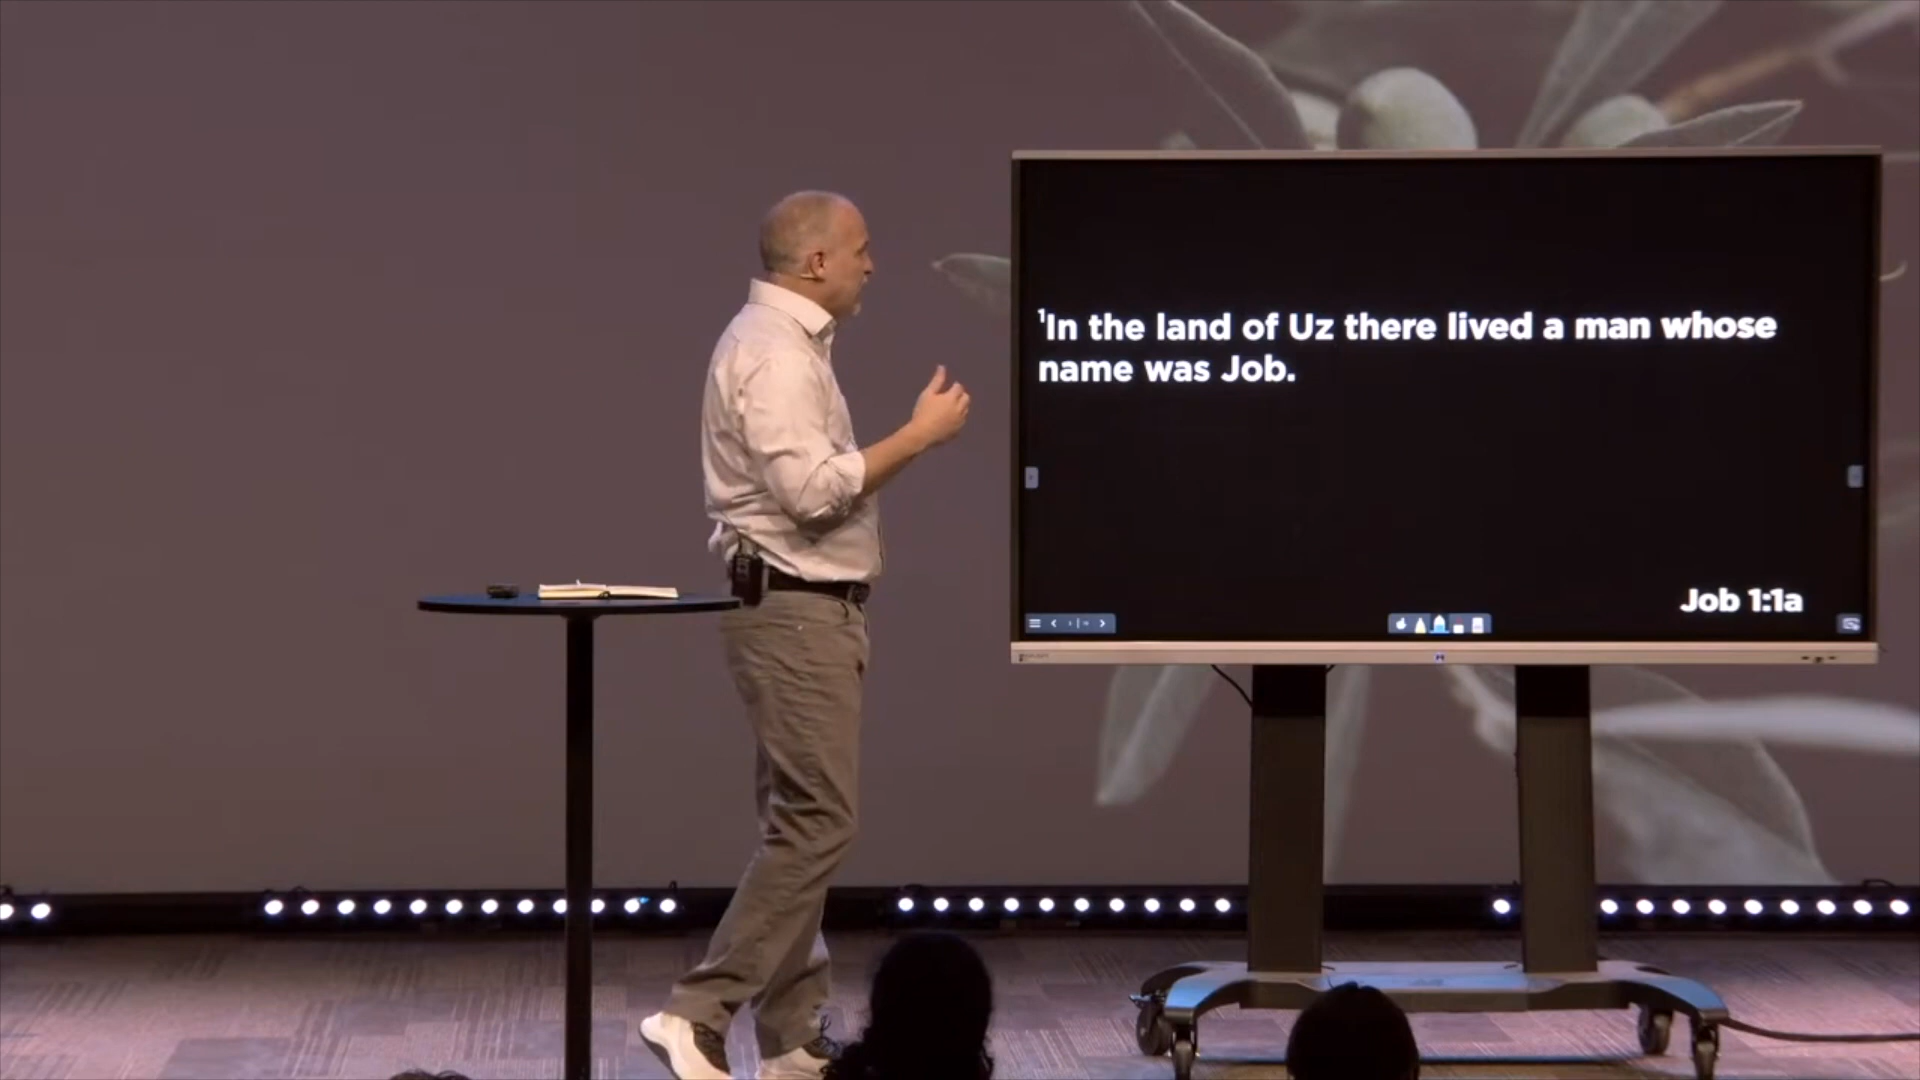 ¹In the land of Uz there lived a man whose
name was Job.
Job 1:1a